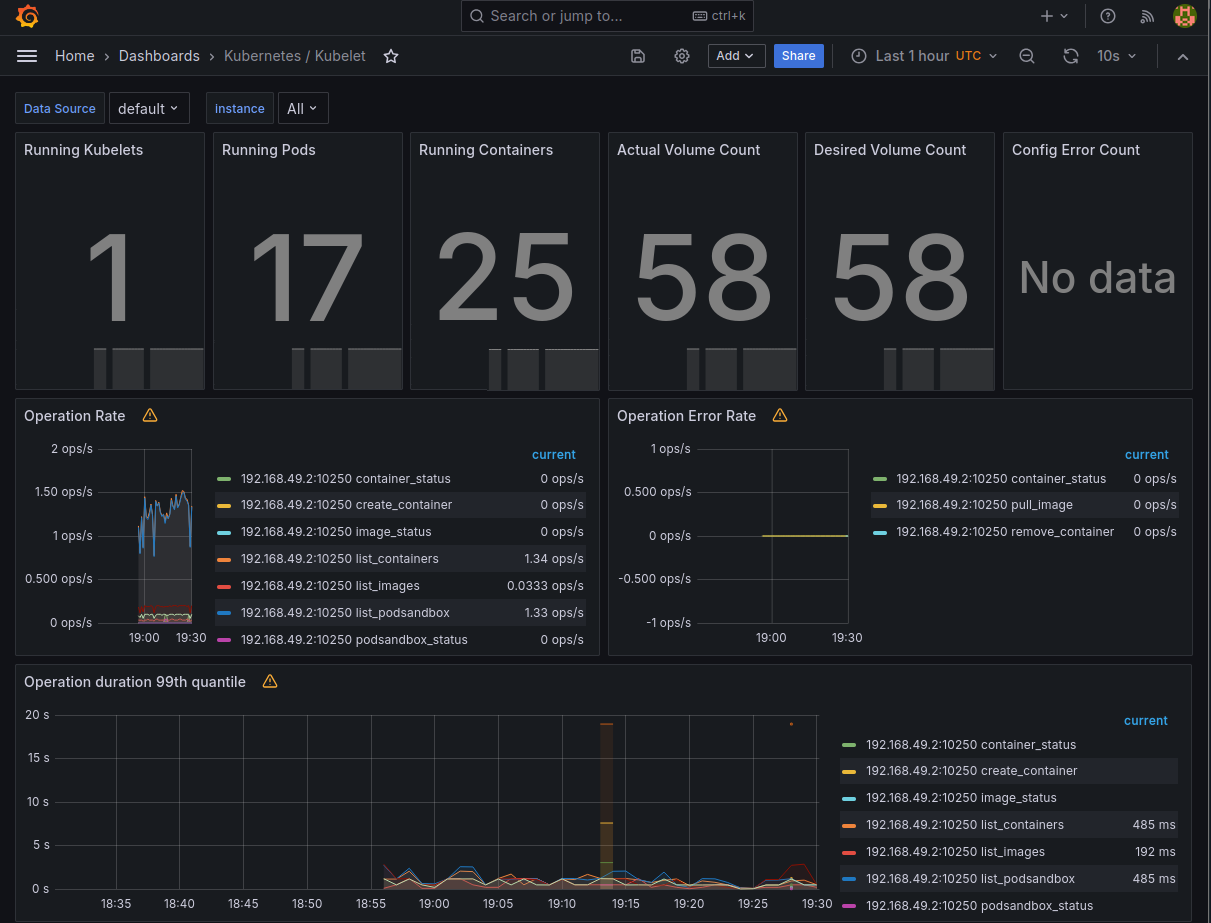 Search or jump to... ctrl+k
Home › Dashboards › Kubernetes / Kubelet Add Share Last 1 hour UTC 10s
Data Source default instance All
Running Kubelets
1
Running Pods
17
Running Containers
25
Actual Volume Count
58
Desired Volume Count
58
Config Error Count
No data
Operation Rate
2 ops/s
1.50 ops/s
1 ops/s
0.500 ops/s
0 ops/s
19:00 19:30
current
192.168.49.2:10250 container_status 0 ops/s
192.168.49.2:10250 create_container 0 ops/s
192.168.49.2:10250 image_status 0 ops/s
192.168.49.2:10250 list_containers 1.34 ops/s
192.168.49.2:10250 list_images 0.0333 ops/s
192.168.49.2:10250 list_podsandbox 1.33 ops/s
192.168.49.2:10250 podsandbox_status 0 ops/s
Operation Error Rate
1 ops/s
0.500 ops/s
0 ops/s
-0.500 ops/s
-1 ops/s
19:00 19:30
current
192.168.49.2:10250 container_status 0 ops/s
192.168.49.2:10250 pull_image 0 ops/s
192.168.49.2:10250 remove_container 0 ops/s
Operation duration 99th quantile
20 s
15 s
10 s
5 s
0 s
18:35 18:40 18:45 18:50 18:55 19:00 19:05 19:10 19:15 19:20 19:25 19:30
current
192.168.49.2:10250 container_status
192.168.49.2:10250 create_container
192.168.49.2:10250 image_status
192.168.49.2:10250 list_containers 485 ms
192.168.49.2:10250 list_images 192 ms
192.168.49.2:10250 list_podsandbox 485 ms
192.168.49.2:10250 podsandbox_status